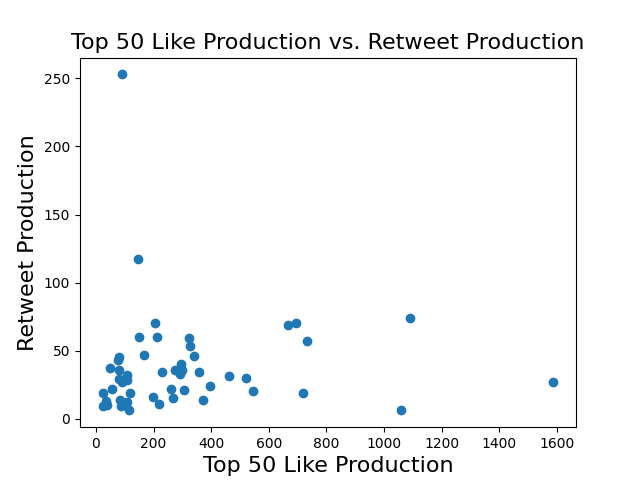 Top 50 Like Production vs. Retweet Production
250
200
150
100
50
0
Retweet Production
0 200 400 600 800 1000 1200 1400 1600
Top 50 Like Production